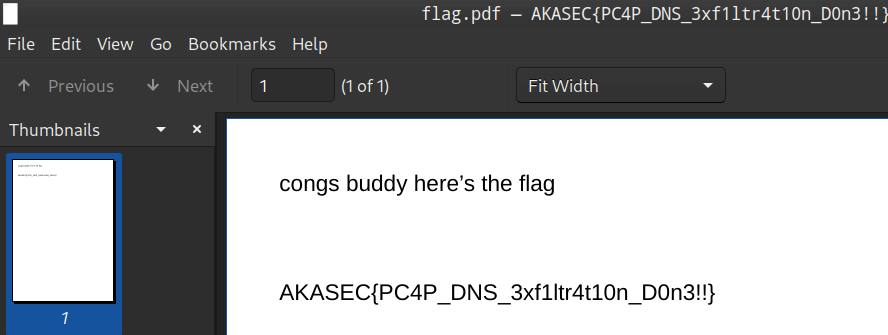 flag.pdf — AKASEC{PC4P_DNS_3xf1ltr4t10n_D0n3!!}
File Edit View Go Bookmarks Help
Previous Next 1 (1 of 1) Fit Width
Thumbnails
congs buddy here’s the flag
AKASEC{PC4P_DNS_3xf1ltr4t10n_D0n3!!}
1